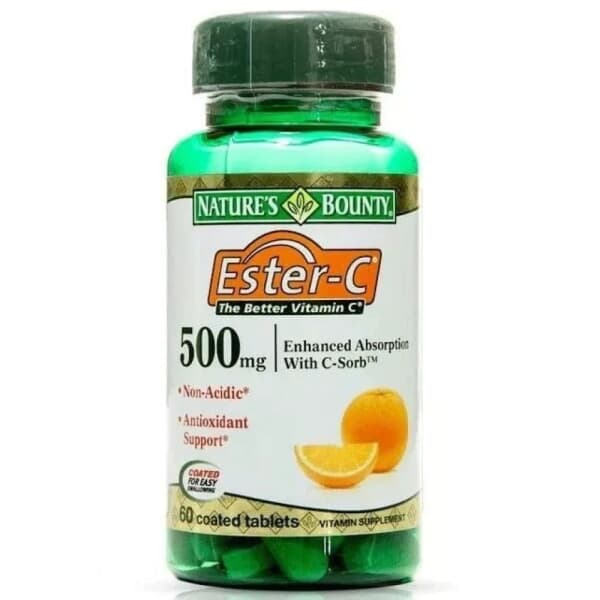 NATURE'S BOUNTY®
Ester-C®
The Better Vitamin C*
500mg
Enhanced Absorption
With C-Sorb™
• Non-Acidic*
• Antioxidant
Support*
COATED
FOR EASY
SWALLOWING
60 coated tablets
VITAMIN SUPPLEMENT